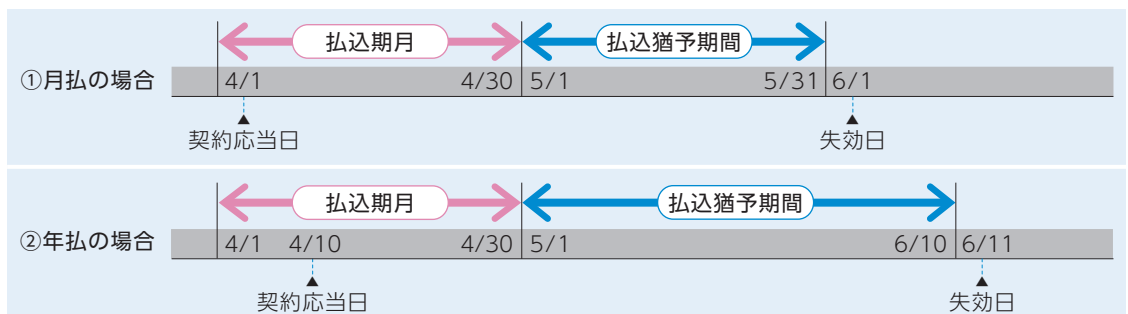 払込期月 払込猶予期間
①月払の場合 4/1 4/30 5/1 5/31 6/1
契約応当日 失効日
払込期月 払込猶予期間
②年払の場合 4/1 4/10 4/30 5/1 6/10 6/11
契約応当日 失効日